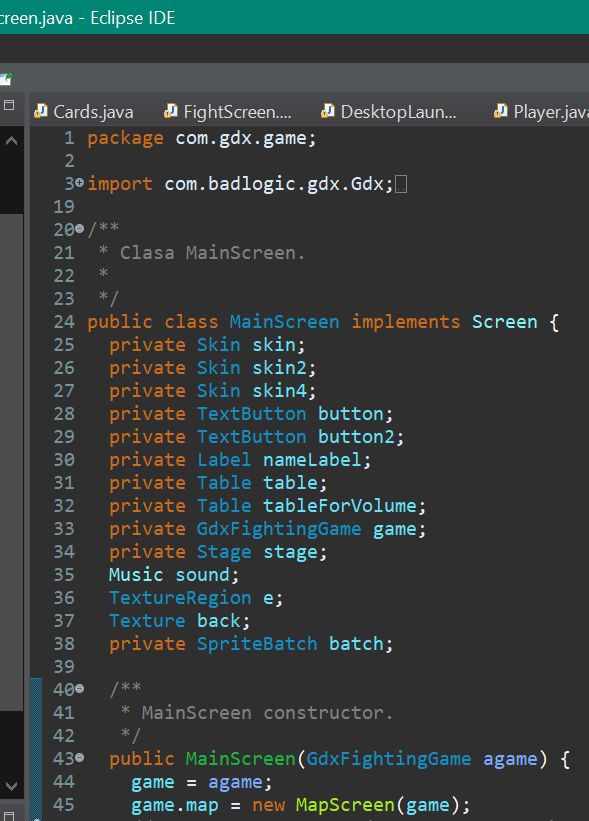 creen.java - Eclipse IDE
Cards.java FightScreen.... DesktopLaun... Player.java
1 package com.gdx.game;
2
3 import com.badlogic.gdx.Gdx;
19
20 /**
21 * Clasa MainScreen.
22 *
23 */
24 public class MainScreen implements Screen {
25 private Skin skin;
26 private Skin skin2;
27 private Skin skin4;
28 private TextButton button;
29 private TextButton button2;
30 private Label nameLabel;
31 private Table table;
32 private Table tableForVolume;
33 private GdxFightingGame game;
34 private Stage stage;
35 Music sound;
36 TextureRegion e;
37 Texture back;
38 private SpriteBatch batch;
39
40 /**
41 * MainScreen constructor.
42 */
43 public MainScreen(GdxFightingGame agame) {
44 game = agame;
45 game.map = new MapScreen(game);